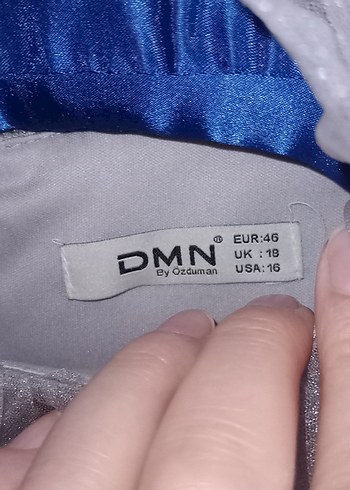 DMN®
By Özduman
EUR:46
UK : 18
USA: 16